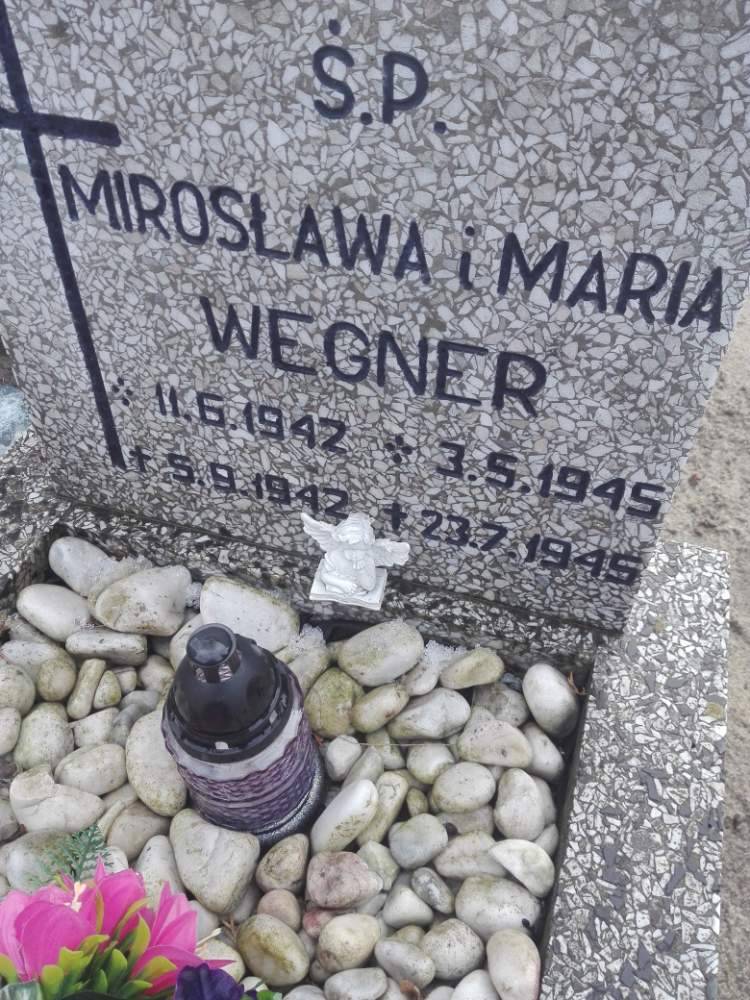 Ś.P.
MIROSŁAWA i MARIA
WEGNER
* 11.6.1942 * 3.5.1945
+ 5.9.1942 + 23.7.1945